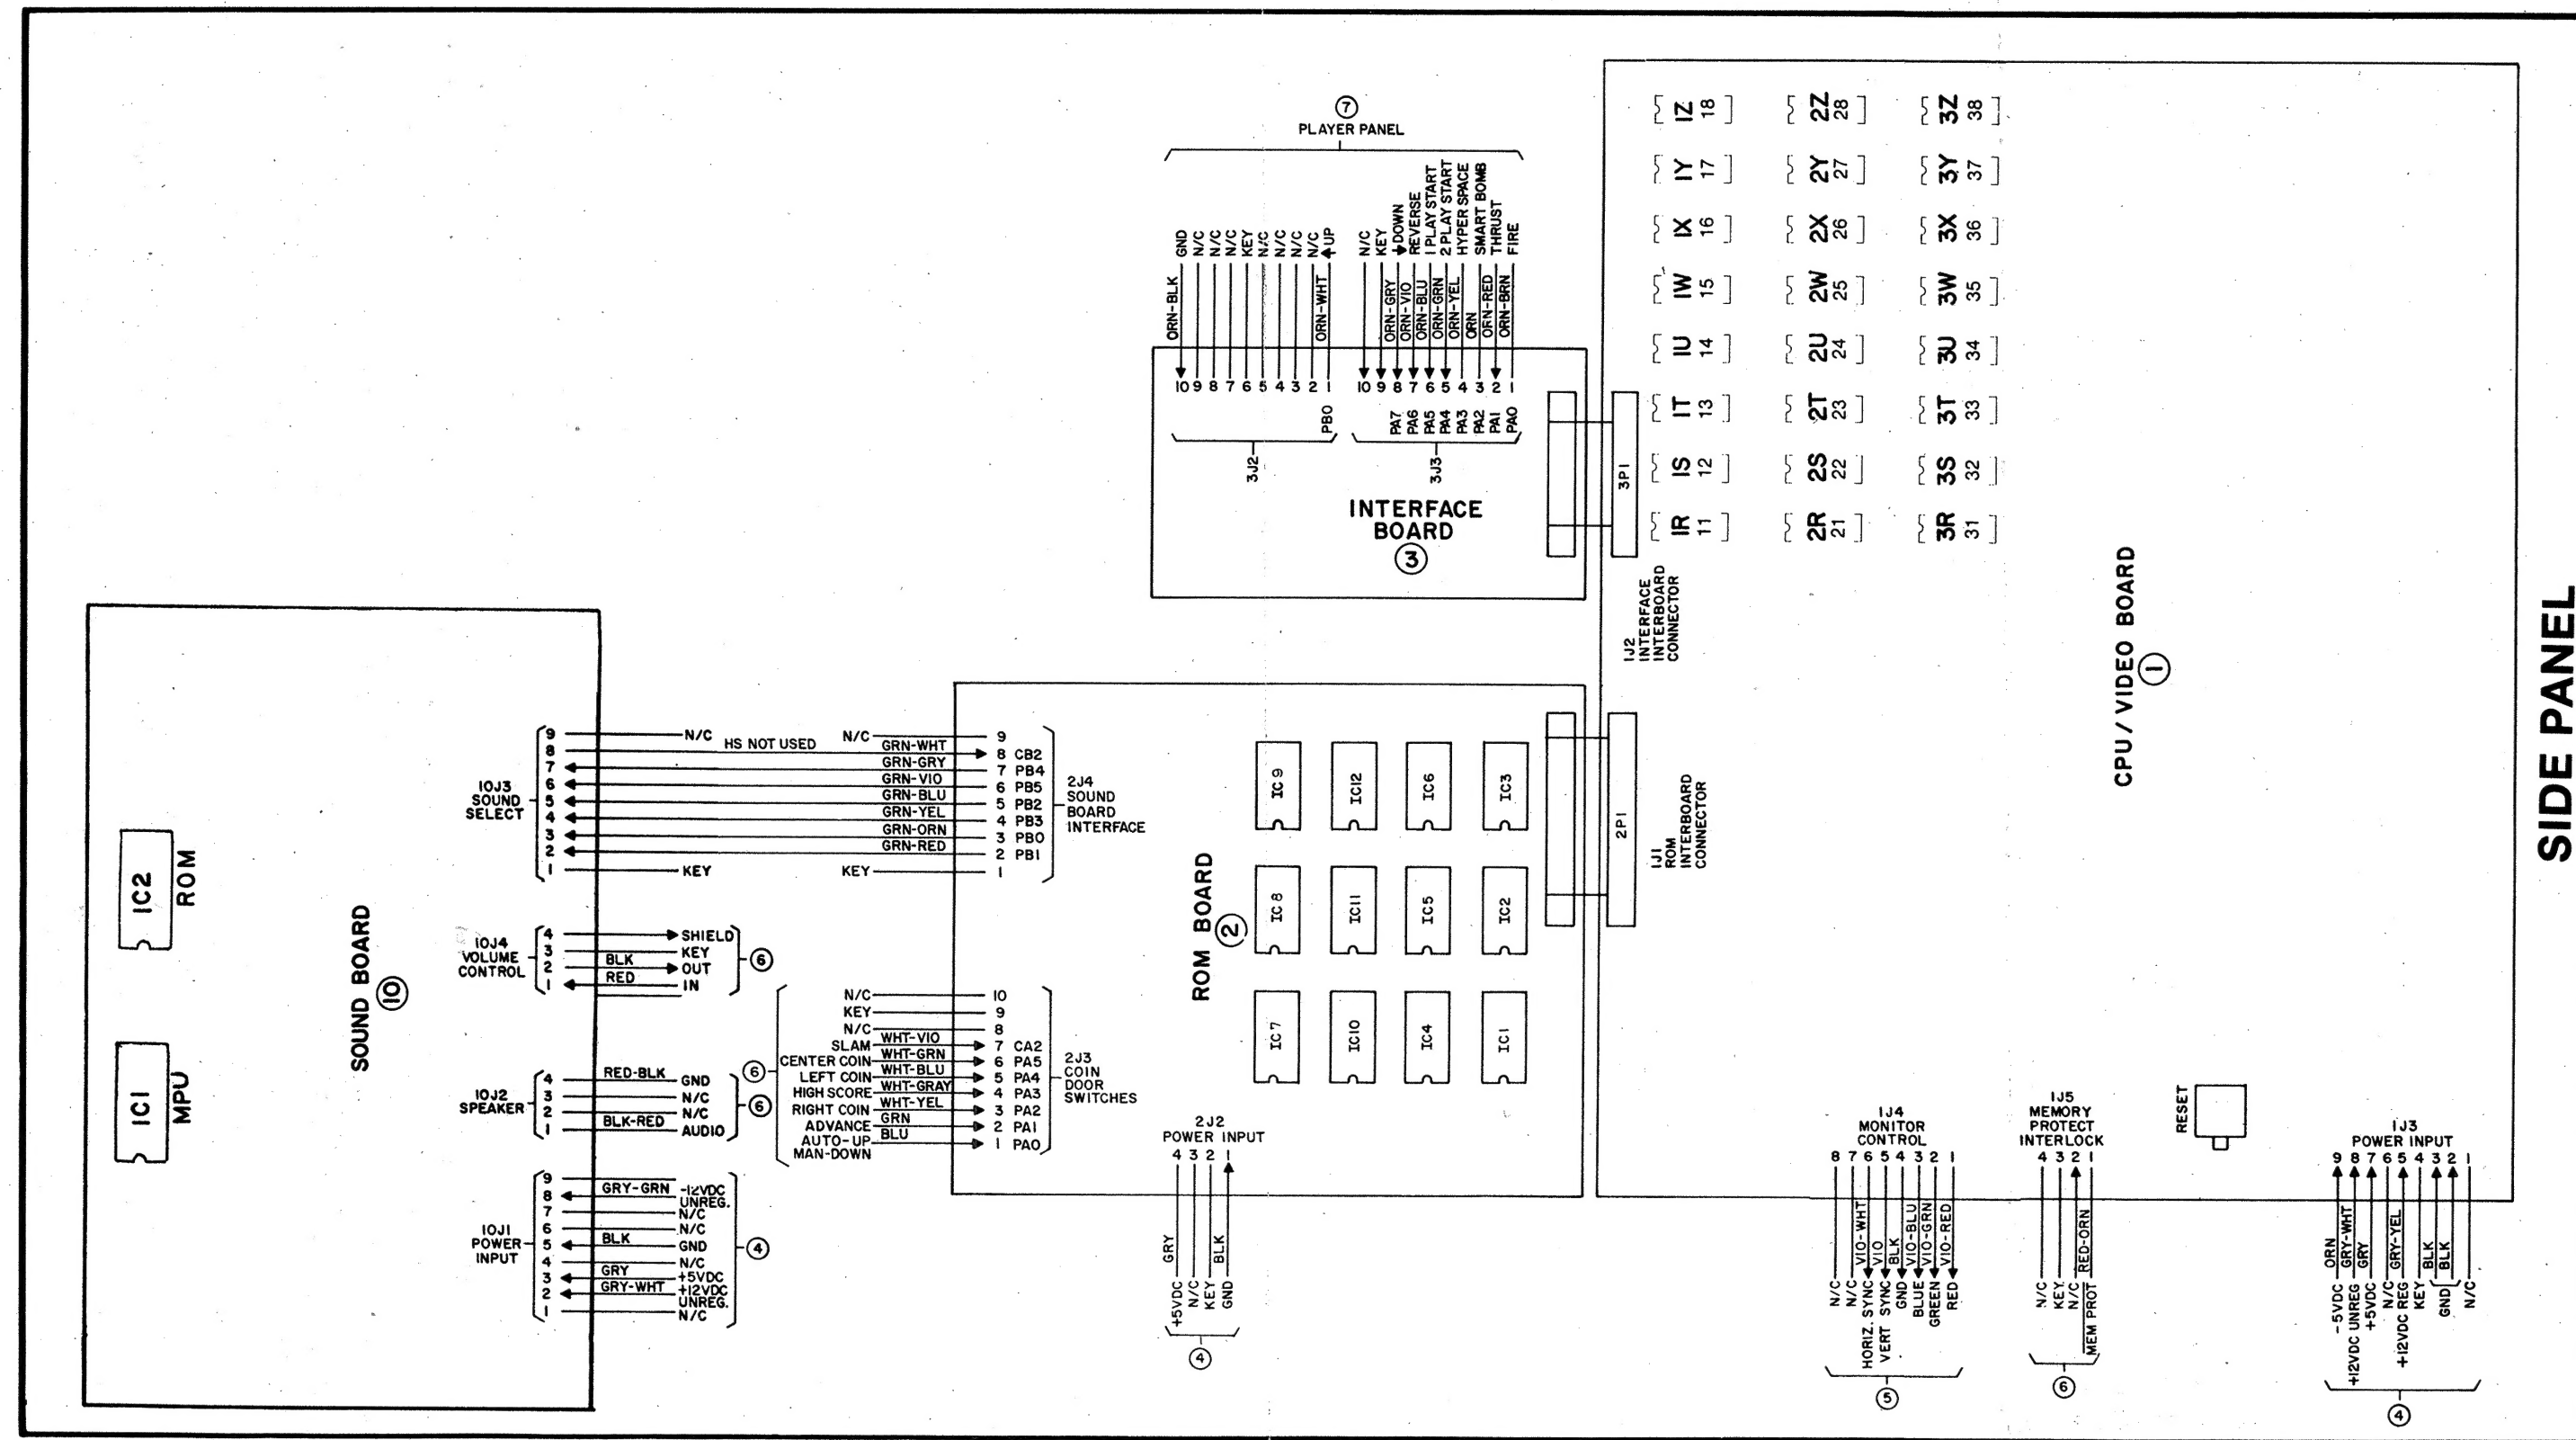 7
PLAYER PANEL
ORN-BLK GND
N/C
N/C
N/C
KEY
N/C
N/C
N/C
N/C
ORN-WHT UP
N/C
KEY
ORN-GRY DOWN
ORN-VIO REVERSE
ORN-BLU 1 PLAY START
ORN-GRN 2 PLAY START
ORN-YEL HYPER SPACE
ORN SMART BOMB
ORN-RED THRUST
ORN-BRN FIRE
10 9 8 7 6 5 4 3 2 1
PB0
3J2
10 9 8 7 6 5 4 3 2 1
PA7 PA6 PA5 PA4 PA3 PA2 PA1 PA0
3J3
INTERFACE
BOARD
3
3P1
1J2
INTERFACE
INTERBOARD
CONNECTOR
1Z 18
2Z 28
3Z 38
1Y 17
2Y 27
3Y 37
1X 16
2X 26
3X 36
1W 15
2W 25
3W 35
1U 14
2U 24
3U 34
1T 13
2T 23
3T 33
1S 12
2S 22
3S 32
1R 11
2R 21
3R 31
CPU/VIDEO BOARD
1
SIDE PANEL
IC2
ROM
IC1
MPU
SOUND BOARD
10
10J3
SOUND
SELECT
9 N/C
8 HS NOT USED
7
6
5
4
3
2
1 KEY
N/C 9
GRN-WHT 8 CB2
GRN-GRY 7 PB4
GRN-VIO 6 PB5
GRN-BLU 5 PB2
GRN-YEL 4 PB3
GRN-ORN 3 PB0
GRN-RED 2 PB1
KEY 1
2J4
SOUND
BOARD
INTERFACE
10J4
VOLUME
CONTROL
4 SHIELD
3 KEY
2 BLK OUT
1 RED IN
6
10J2
SPEAKER
4 RED-BLK GND
3 N/C
2 N/C
1 BLK-RED AUDIO
6
10J1
POWER
INPUT
9
8 GRY-GRN -12VDC
UNREG.
7 N/C
6 N/C
5 BLK GND
4 N/C
3 GRY +5VDC
2 GRY-WHT +12VDC
UNREG.
1 N/C
4
6
N/C 10
KEY 9
N/C 8
SLAM WHT-VIO 7 CA2
CENTER COIN WHT-GRN 6 PA5
LEFT COIN WHT-BLU 5 PA4
HIGH SCORE WHT-GRAY 4 PA3
RIGHT COIN WHT-YEL 3 PA2
ADVANCE GRN 2 PA1
AUTO-UP BLU 1 PA0
MAN-DOWN
2J3
COIN
DOOR
SWITCHES
ROM BOARD
2
IC9
IC12
IC6
IC3
IC8
IC11
IC5
IC2
IC7
IC10
IC4
IC1
2P1
1J1
ROM
INTERBOARD
CONNECTOR
2J2
POWER INPUT
4 3 2 1
GRY +5VDC
N/C
KEY
BLK GND
4
1J4
MONITOR
CONTROL
8 7 6 5 4 3 2 1
N/C
N/C
VIO-WHT HORIZ. SYNC
VIO VERT SYNC
BLK GND
VIO-BLU BLUE
VIO-GRN GREEN
VIO-RED RED
5
1J5
MEMORY
PROTECT
INTERLOCK
4 3 2 1
N/C
KEY
N/C
RED-ORN MEM PROT
6
RESET
1J3
POWER INPUT
9 8 7 6 5 4 3 2 1
ORN -5VDC
GRY-WHT +12VDC UNREG
GRY +5VDC
N/C
GRY-YEL +12VDC REG
KEY
BLK
BLK
GND
N/C
4